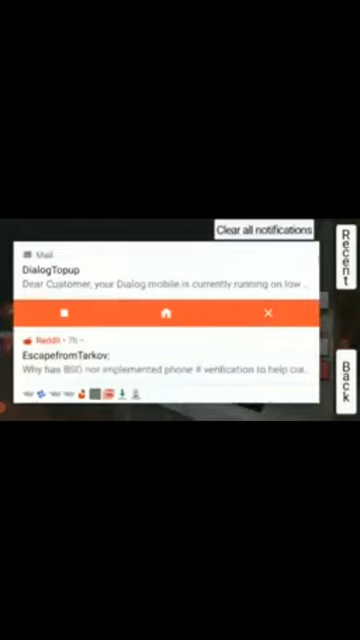 Clear all notifications
Recent
Mail
DialogTopup
Dear Customer, your Dialog mobile is currently running on low ..
Reddit • 7h
EscapefromTarkov:
Why has BSG not implemented phone # verification to help cur..
Back